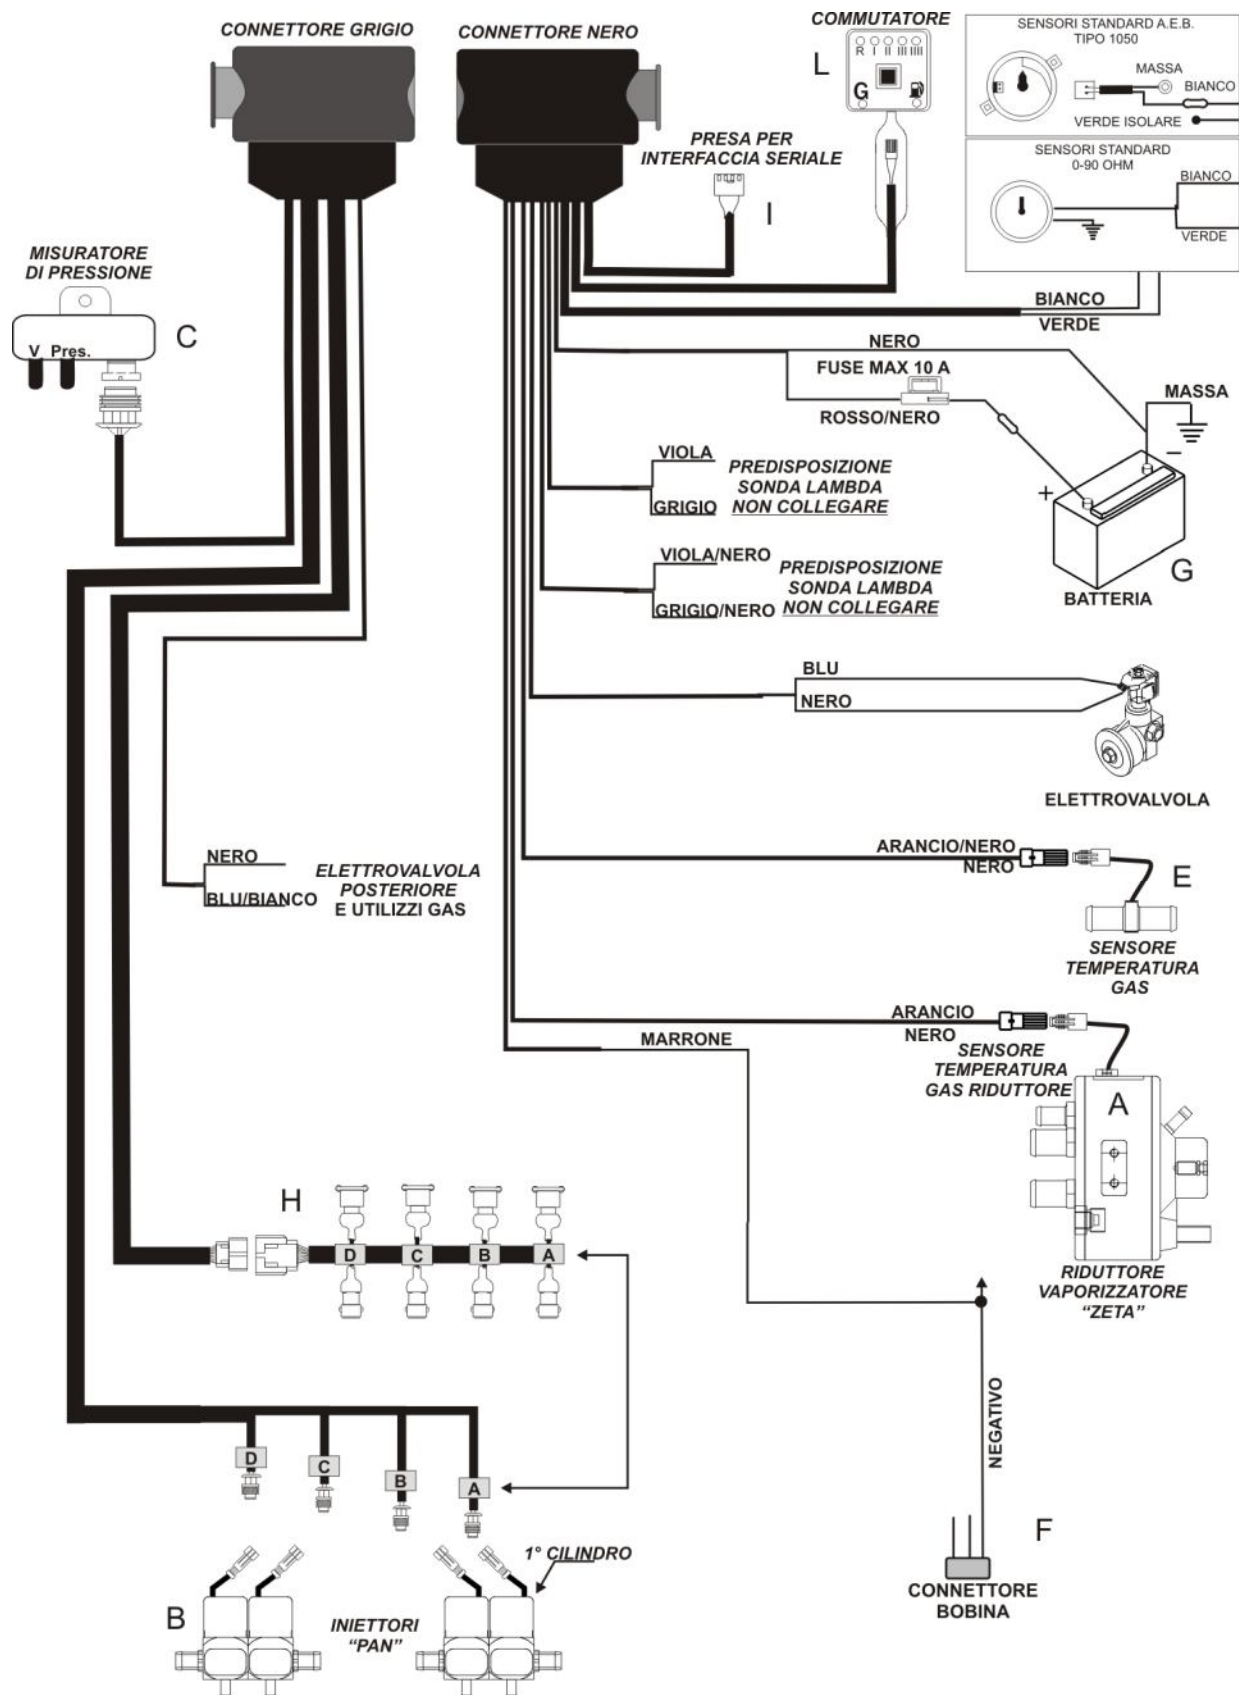 CONNETTORE GRIGIO
CONNETTORE NERO
COMMUTATORE
L
R I II III IIII
G
SENSORI STANDARD A.E.B.
TIPO 1050
MASSA
BIANCO
VERDE ISOLARE
SENSORI STANDARD
0-90 OHM
BIANCO
VERDE
PRESA PER
INTERFACCIA SERIALE
I
MISURATORE
DI PRESSIONE
V Pres.
C
BIANCO
VERDE
NERO
FUSE MAX 10 A
ROSSO/NERO
MASSA
+
−
G
BATTERIA
VIOLA
GRIGIO
PREDISPOSIZIONE
SONDA LAMBDA
NON COLLEGARE
VIOLA/NERO
GRIGIO/NERO
PREDISPOSIZIONE
SONDA LAMBDA
NON COLLEGARE
BLU
NERO
ELETTROVALVOLA
NERO
BLU/BIANCO
ELETTROVALVOLA
POSTERIORE
E UTILIZZI GAS
ARANCIO/NERO
NERO
E
SENSORE
TEMPERATURA
GAS
ARANCIO
NERO
MARRONE
SENSORE
TEMPERATURA
GAS RIDUTTORE
A
RIDUTTORE
VAPORIZZATORE
“ZETA”
H
D C B A
NEGATIVO
D
C
B
A
F
CONNETTORE
BOBINA
1° CILINDRO
B
INIETTORI
“PAN”